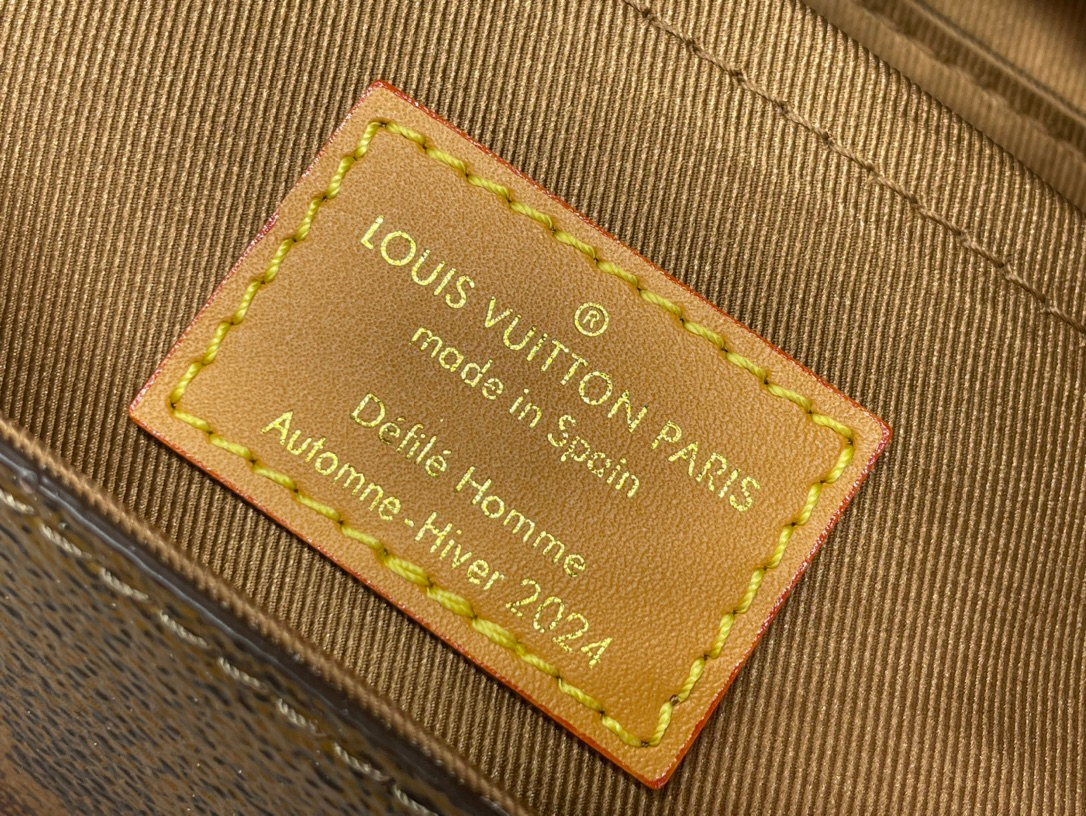 ®
LOUIS VUITTON PARIS
made in Spain
Défilé Homme
Automne-Hiver 2024